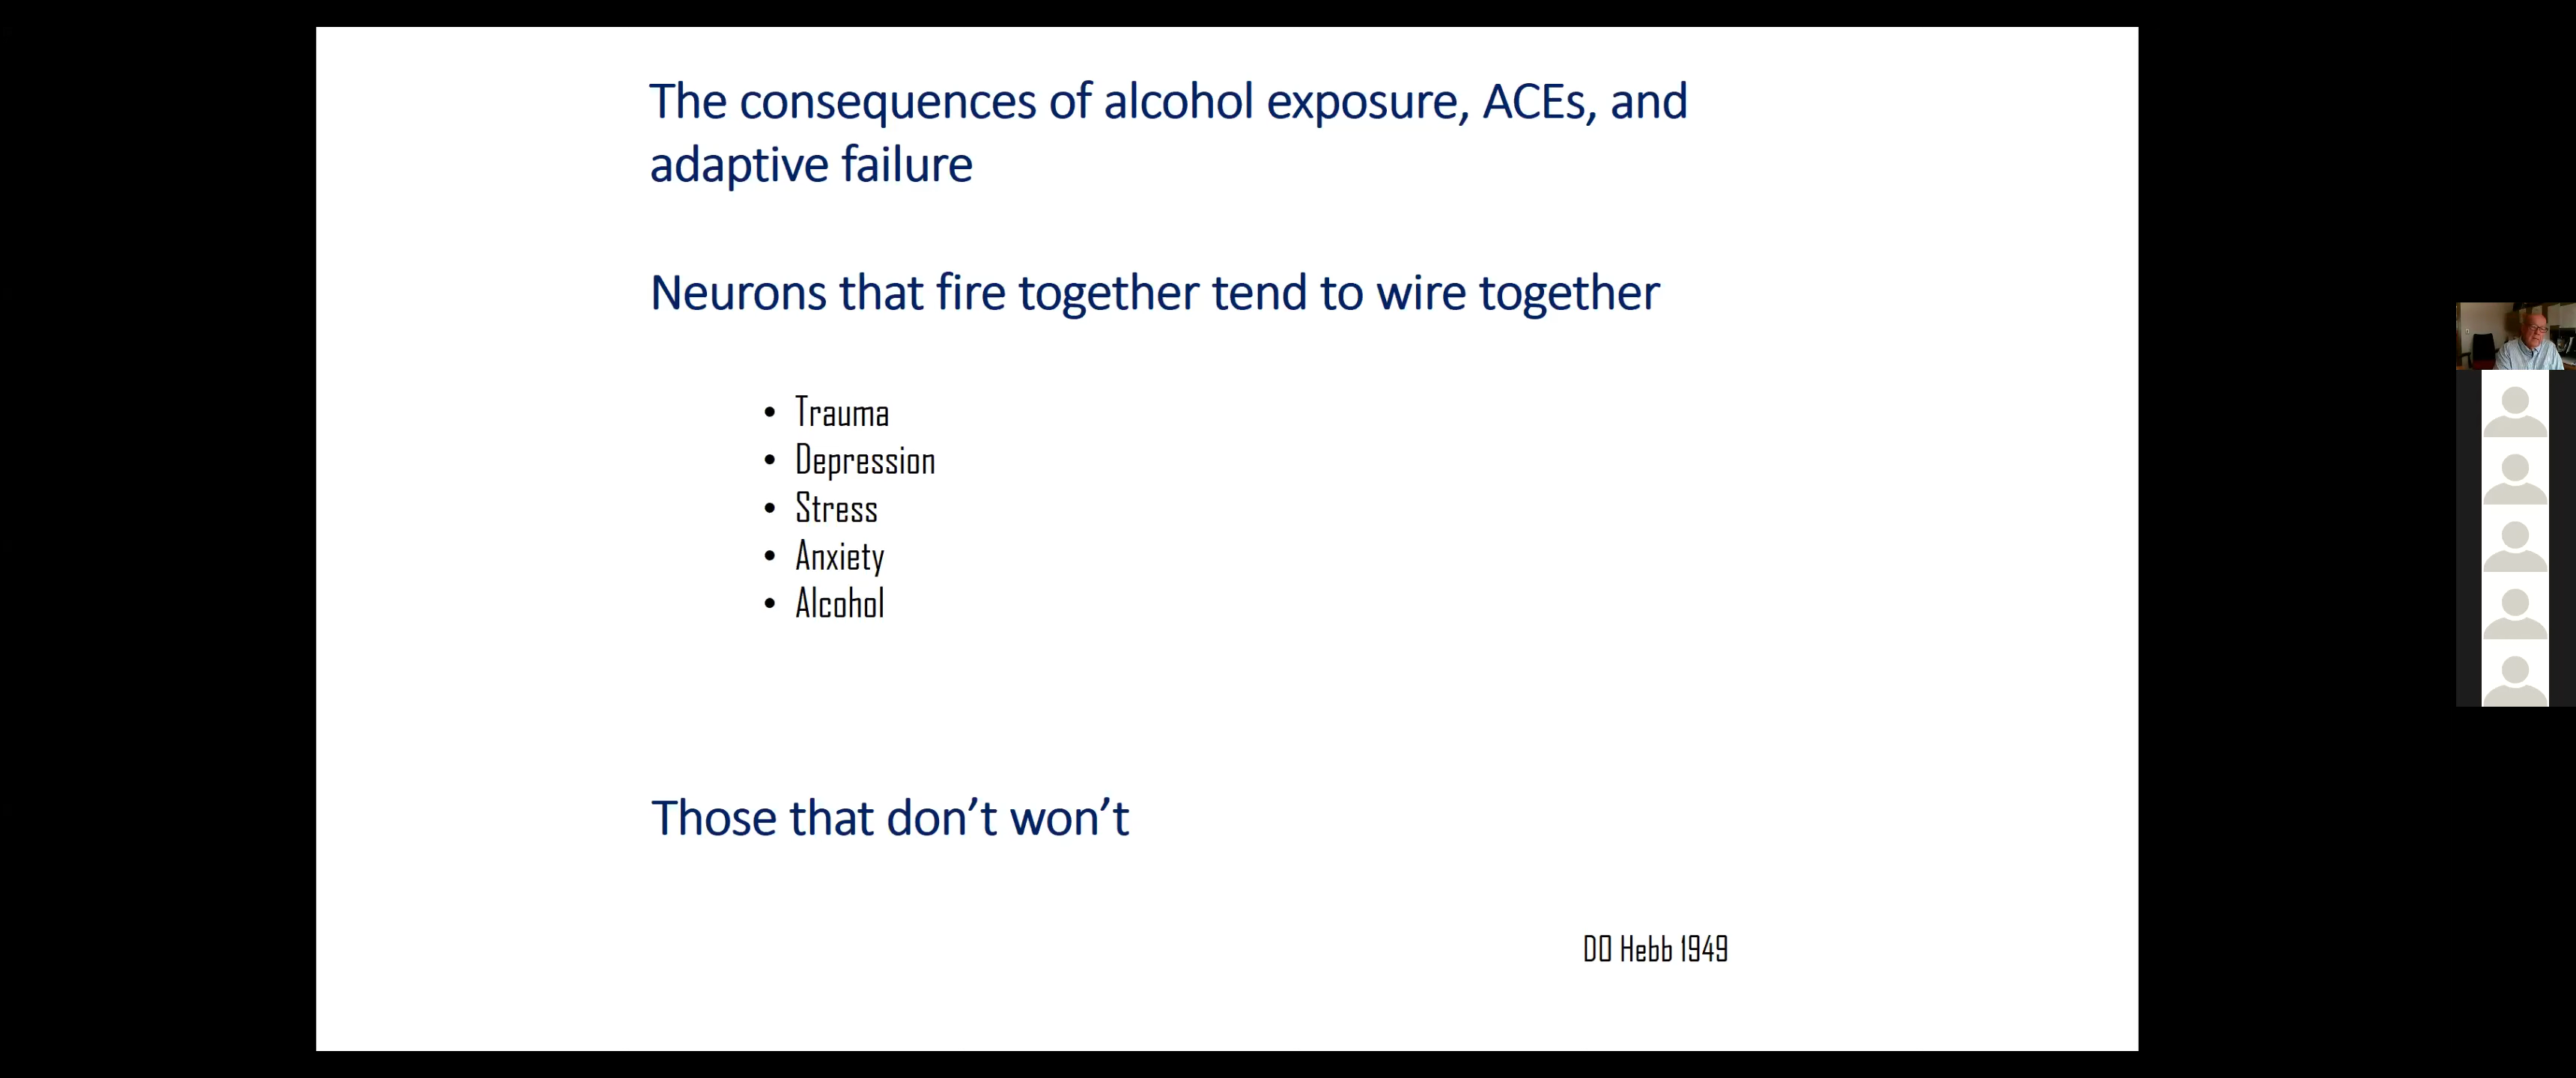 The consequences of alcohol exposure, ACEs, and
adaptive failure
Neurons that fire together tend to wire together
• Trauma
• Depression
• Stress
• Anxiety
• Alcohol
Those that don’t won’t
DO Hebb 1949